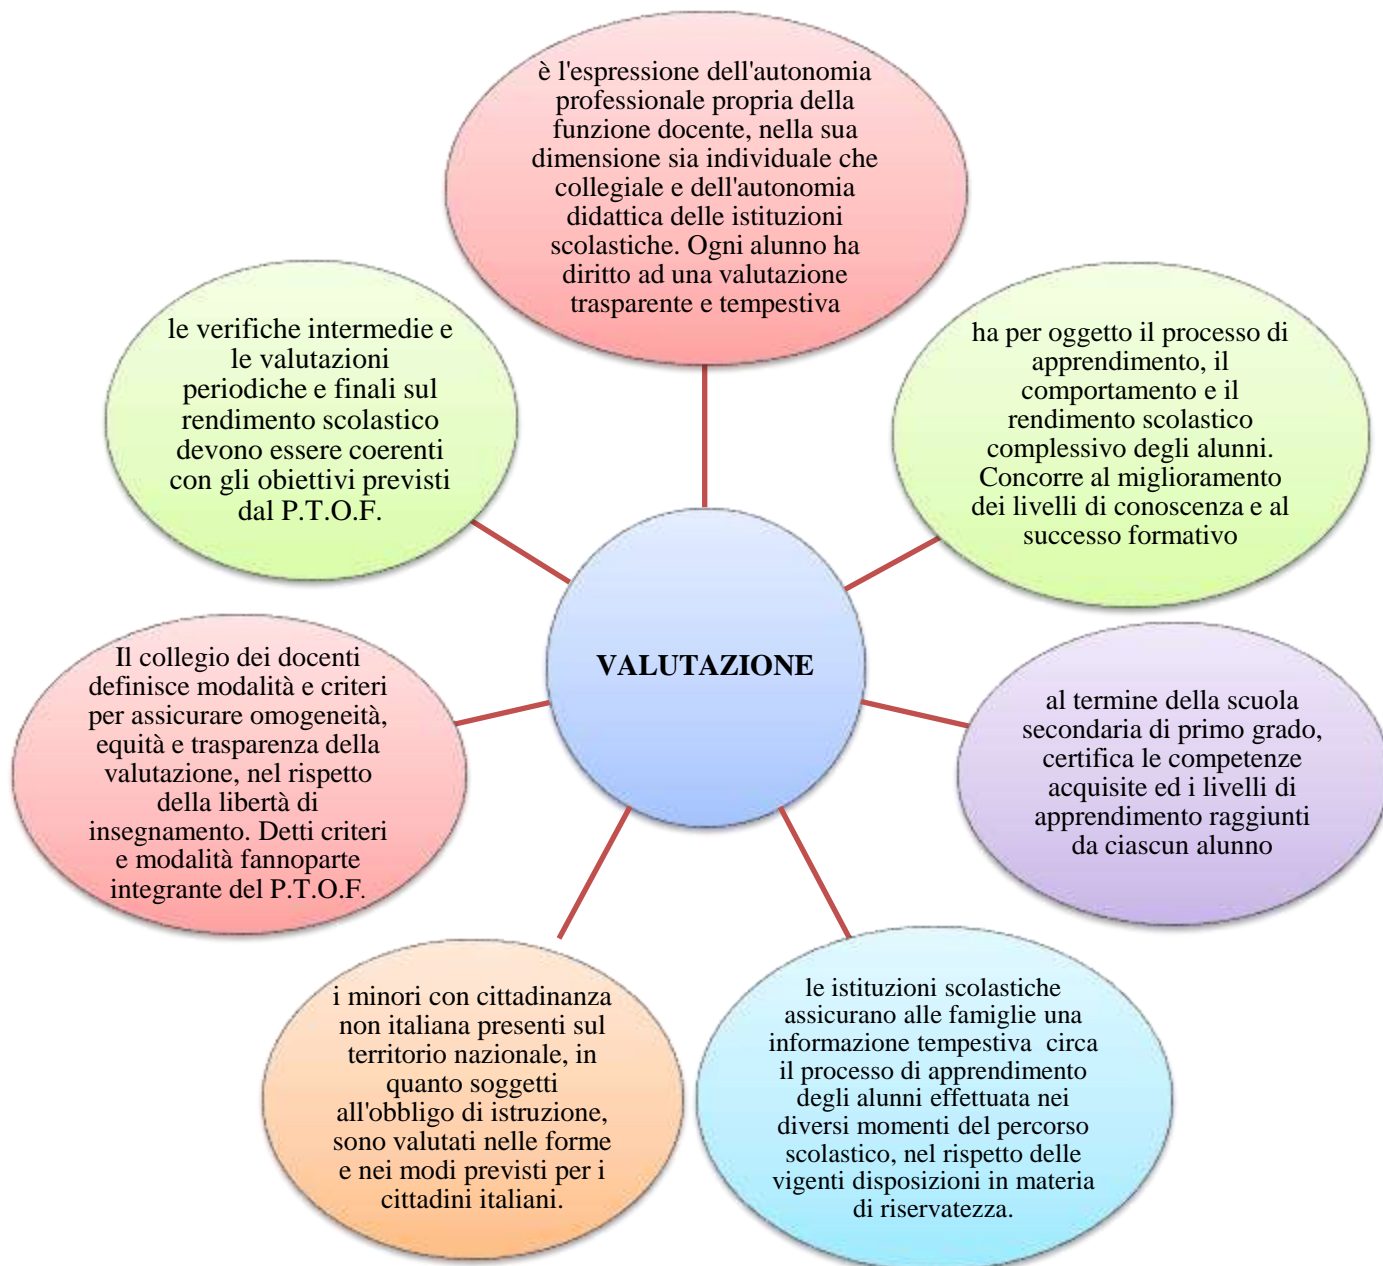 è l'espressione dell'autonomia
professionale propria della
funzione docente, nella sua
dimensione sia individuale che
collegiale e dell'autonomia
didattica delle istituzioni
scolastiche. Ogni alunno ha
diritto ad una valutazione
trasparente e tempestiva
ha per oggetto il processo di
apprendimento, il
comportamento e il
rendimento scolastico
complessivo degli alunni.
Concorre al miglioramento
dei livelli di conoscenza e al
successo formativo
al termine della scuola
secondaria di primo grado,
certifica le competenze
acquisite ed i livelli di
apprendimento raggiunti
da ciascun alunno
le istituzioni scolastiche
assicurano alle famiglie una
informazione tempestiva circa
il processo di apprendimento
degli alunni effettuata nei
diversi momenti del percorso
scolastico, nel rispetto delle
vigenti disposizioni in materia
di riservatezza.
i minori con cittadinanza
non italiana presenti sul
territorio nazionale, in
quanto soggetti
all'obbligo di istruzione,
sono valutati nelle forme
e nei modi previsti per i
cittadini italiani.
Il collegio dei docenti
definisce modalità e criteri
per assicurare omogeneità,
equità e trasparenza della
valutazione, nel rispetto
della libertà di
insegnamento. Detti criteri
e modalità fannoparte
integrante del P.T.O.F.
le verifiche intermedie e
le valutazioni
periodiche e finali sul
rendimento scolastico
devono essere coerenti
con gli obiettivi previsti
dal P.T.O.F.
VALUTAZIONE